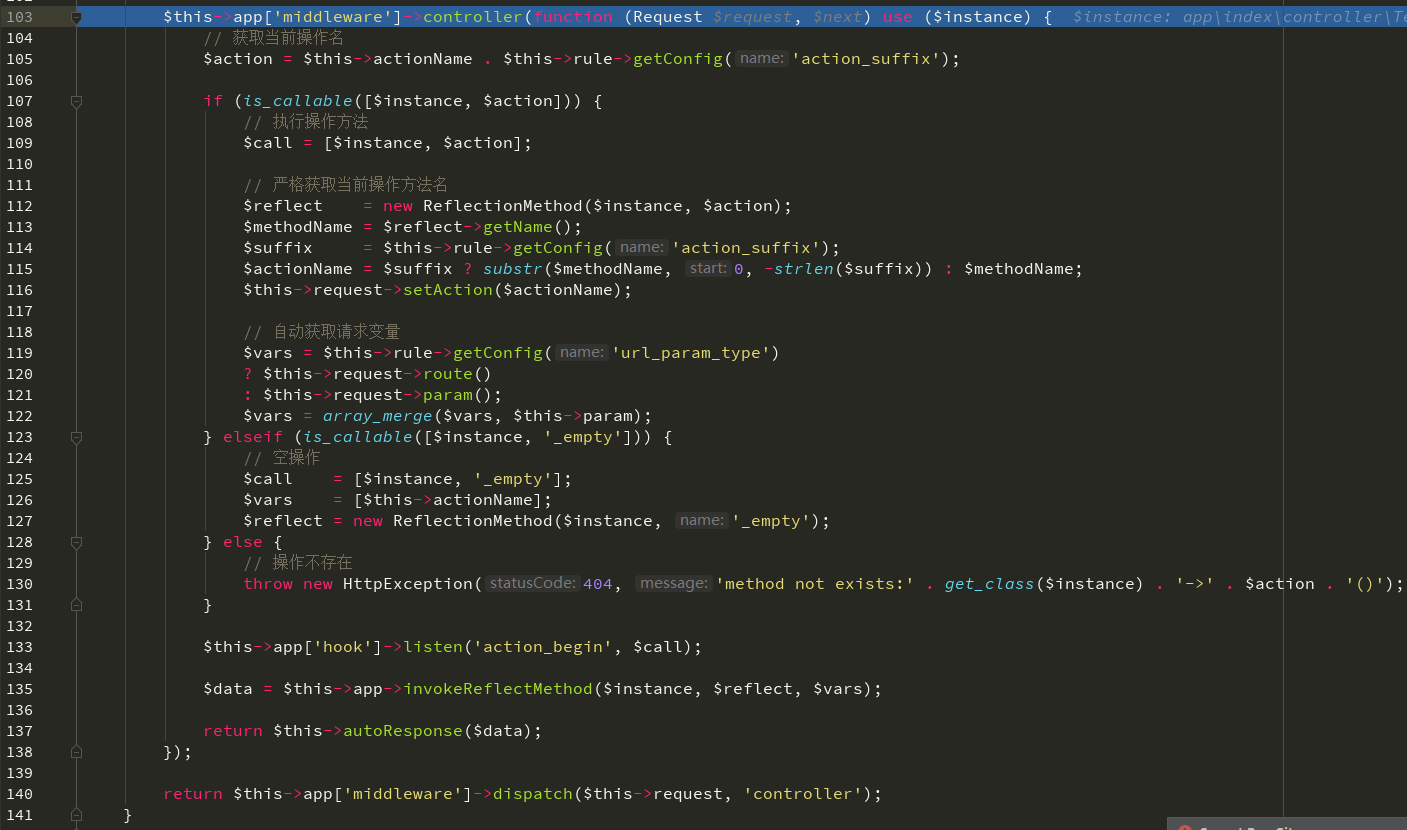 103 $this->app['middleware']->controller(function (Request $request, $next) use ($instance) { $instance: app\index\controller\Te
104 // 获取当前操作名
105 $action = $this->actionName . $this->rule->getConfig( name: 'action_suffix');
106
107 if (is_callable([$instance, $action])) {
108 // 执行操作方法
109 $call = [$instance, $action];
110
111 // 严格获取当前操作方法名
112 $reflect    = new ReflectionMethod($instance, $action);
113 $methodName = $reflect->getName();
114 $suffix     = $this->rule->getConfig( name: 'action_suffix');
115 $actionName = $suffix ? substr($methodName, start: 0, -strlen($suffix)) : $methodName;
116 $this->request->setAction($actionName);
117
118 // 自动获取请求变量
119 $vars = $this->rule->getConfig( name: 'url_param_type')
120 ? $this->request->route()
121 : $this->request->param();
122 $vars = array_merge($vars, $this->param);
123 } elseif (is_callable([$instance, '_empty'])) {
124 // 空操作
125 $call    = [$instance, '_empty'];
126 $vars    = [$this->actionName];
127 $reflect = new ReflectionMethod($instance, name: '_empty');
128 } else {
129 // 操作不存在
130 throw new HttpException( statusCode: 404, message: 'method not exists:' . get_class($instance) . '->' . $action . '()');
131 }
132
133 $this->app['hook']->listen('action_begin', $call);
134
135 $data = $this->app->invokeReflectMethod($instance, $reflect, $vars);
136
137 return $this->autoResponse($data);
138 });
139
140 return $this->app['middleware']->dispatch($this->request, 'controller');
141 }